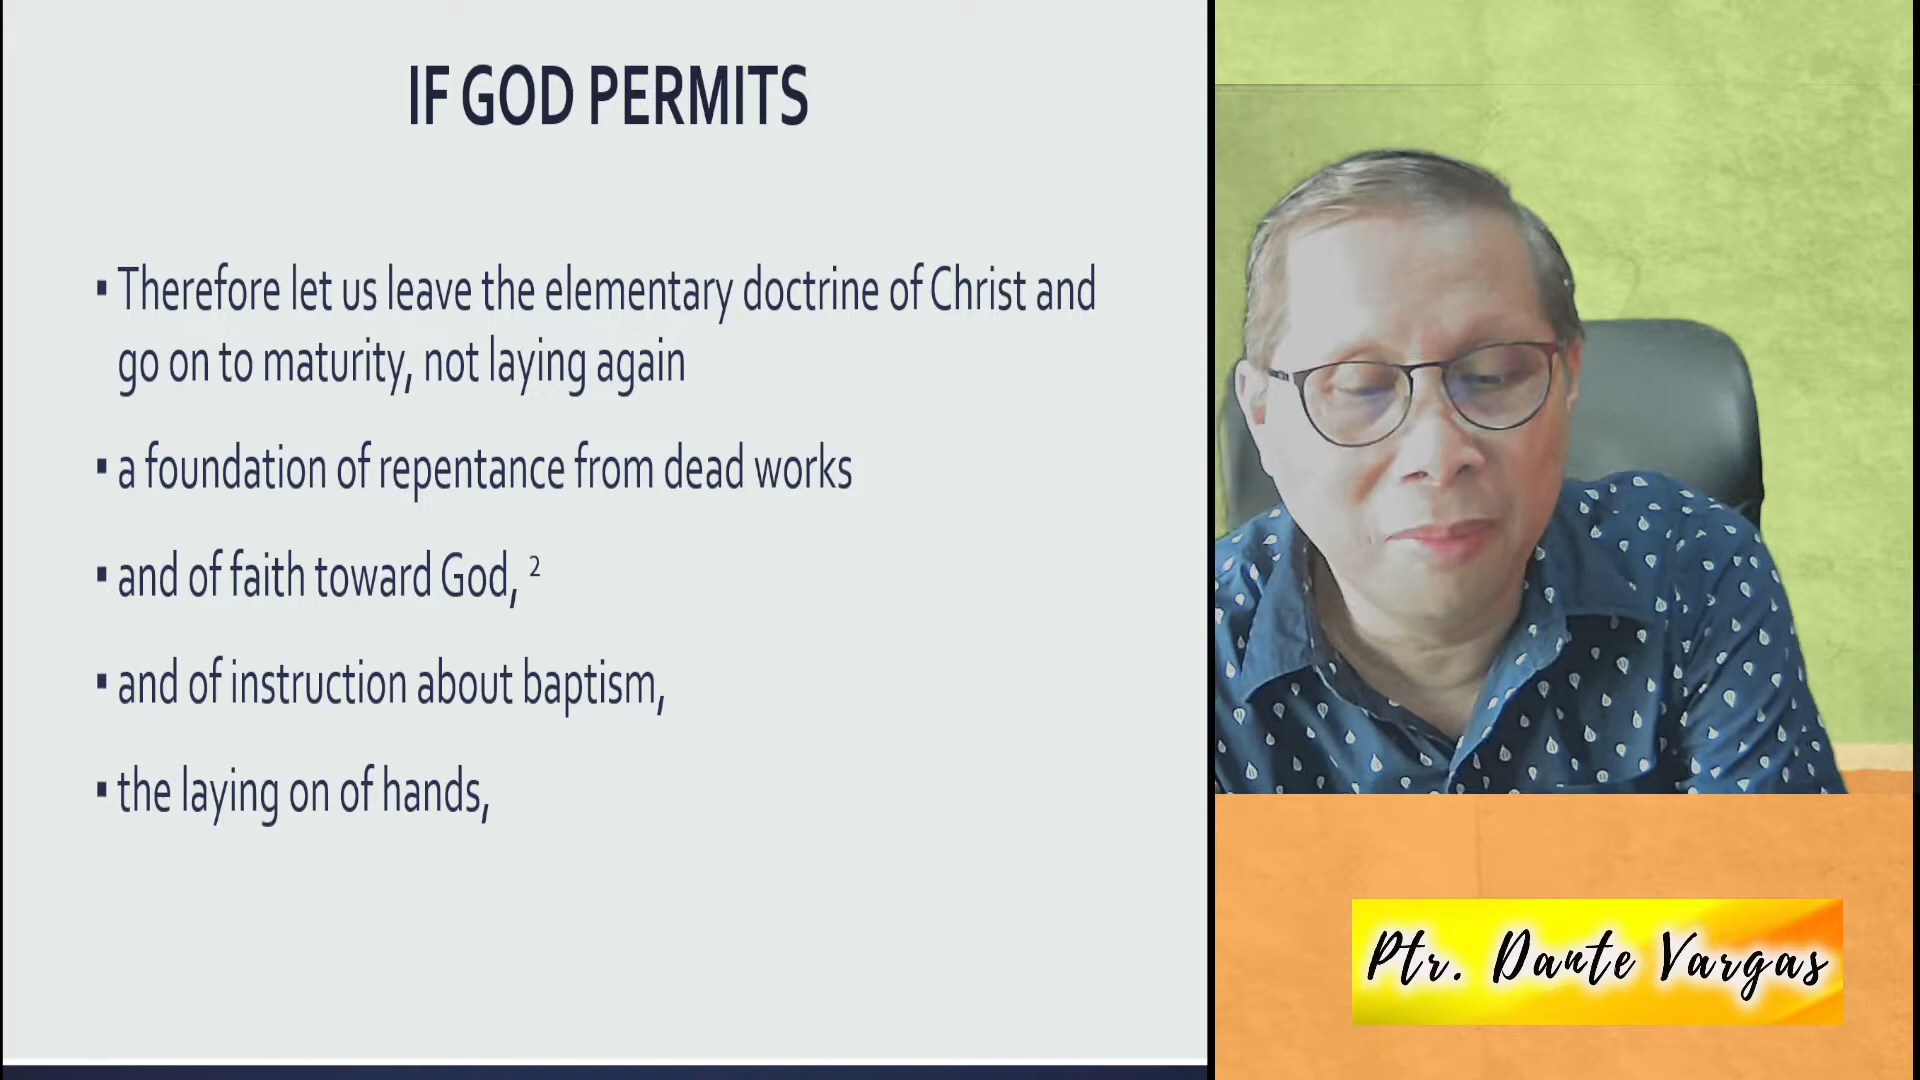 IF GOD PERMITS
▪ Therefore let us leave the elementary doctrine of Christ and
go on to maturity, not laying again
▪ a foundation of repentance from dead works
▪ and of faith toward God, ²
▪ and of instruction about baptism,
▪ the laying on of hands,
Ptr. Dante Vargas